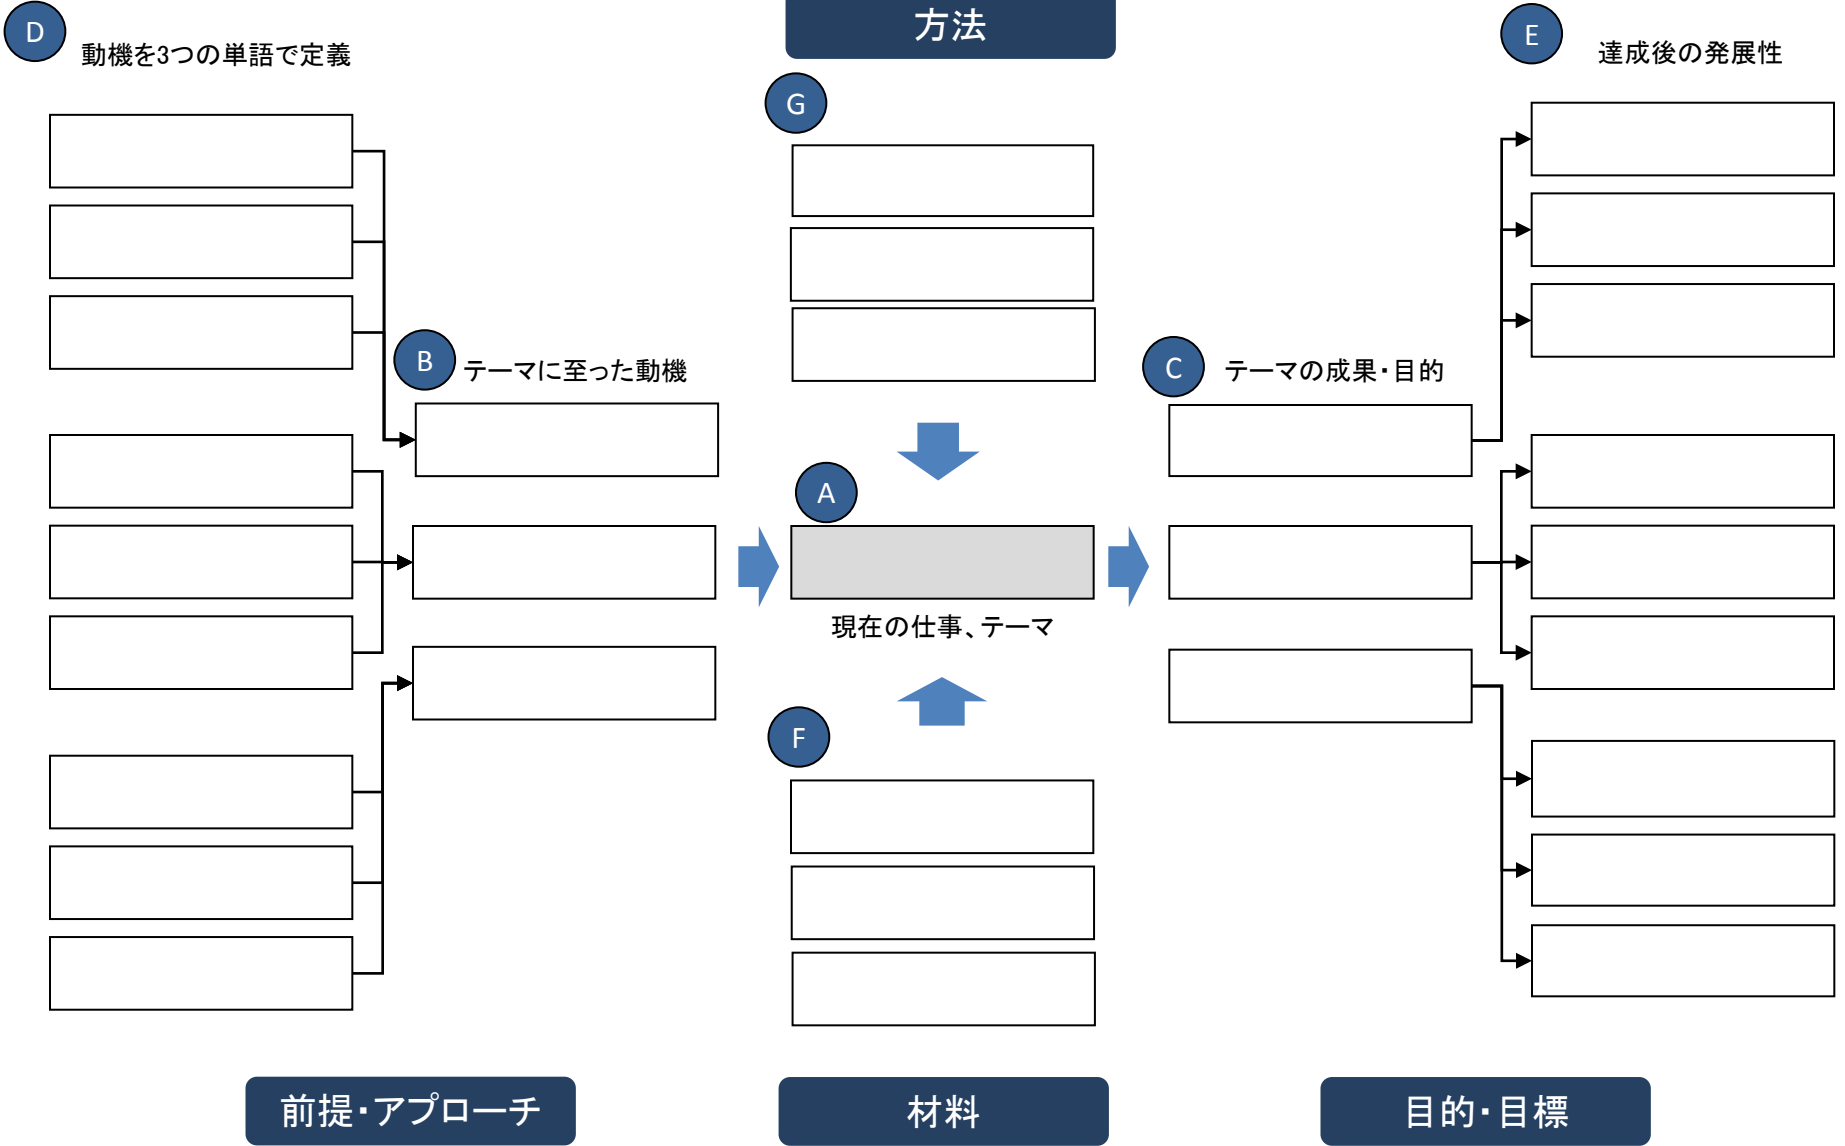 D
動機を3つの単語で定義
方法
E
達成後の発展性
G
B
テーマに至った動機
C
テーマの成果・目的
A
現在の仕事、テーマ
F
前提・アプローチ
材料
目的・目標